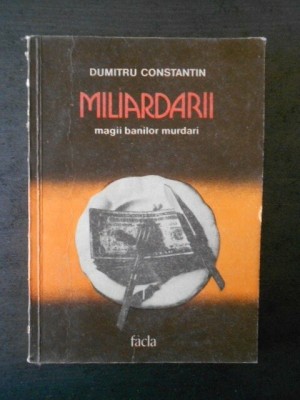 DUMITRU CONSTANTIN
MILIARDARII
magii banilor murdari
facla